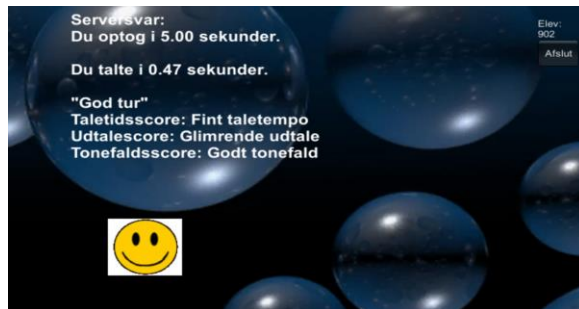 Serversvar:
Du optog i 5.00 sekunder.
Du talte i 0.47 sekunder.
"God tur"
Taletidsscore: Fint taletempo
Udtalescore: Glimrende udtale
Tonefaldsscore: Godt tonefald
Elev:
902
Afslut